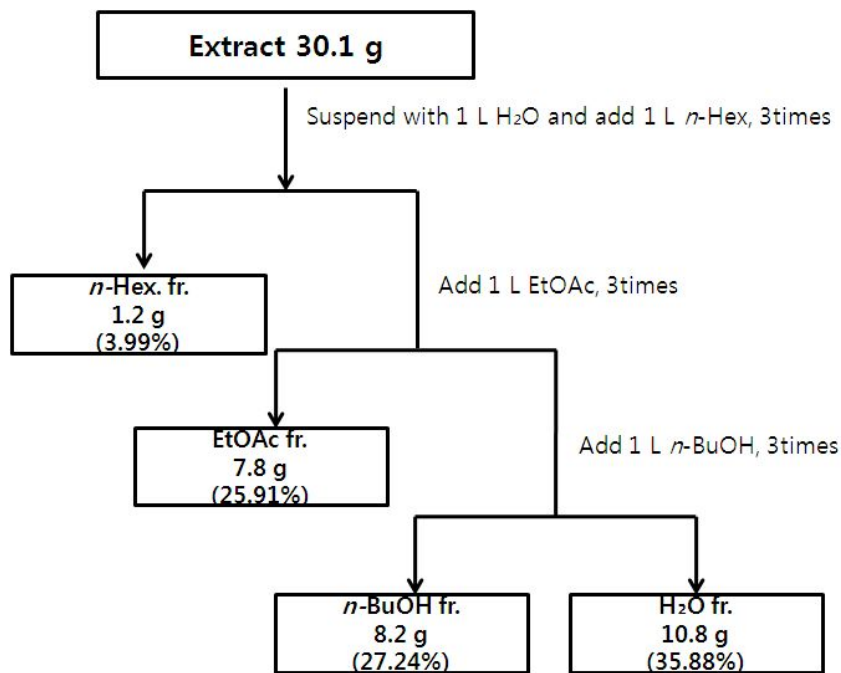 Extract 30.1 g
Suspend with 1 L H₂O and add 1 L n-Hex, 3times
n-Hex. fr.
1.2 g
(3.99%)
Add 1 L EtOAc, 3times
EtOAc fr.
7.8 g
(25.91%)
Add 1 L n-BuOH, 3times
n-BuOH fr.
8.2 g
(27.24%)
H₂O fr.
10.8 g
(35.88%)